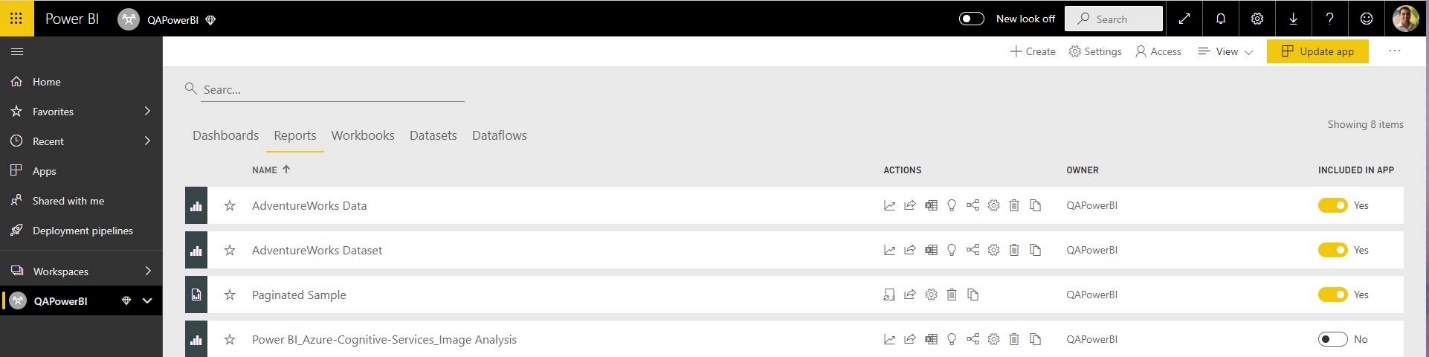 Power BI QAPowerBI New look off Search
Create Settings Access View Update app
Home
Favorites
Recent
Apps
Shared with me
Deployment pipelines
Workspaces
QAPowerBI
Searc...
Dashboards Reports Workbooks Datasets Dataflows
Showing 8 items
NAME ACTIONS OWNER INCLUDED IN APP
AdventureWorks Data QAPowerBI Yes
AdventureWorks Dataset QAPowerBI Yes
Paginated Sample QAPowerBI Yes
Power BI_Azure-Cognitive-Services_Image Analysis QAPowerBI No